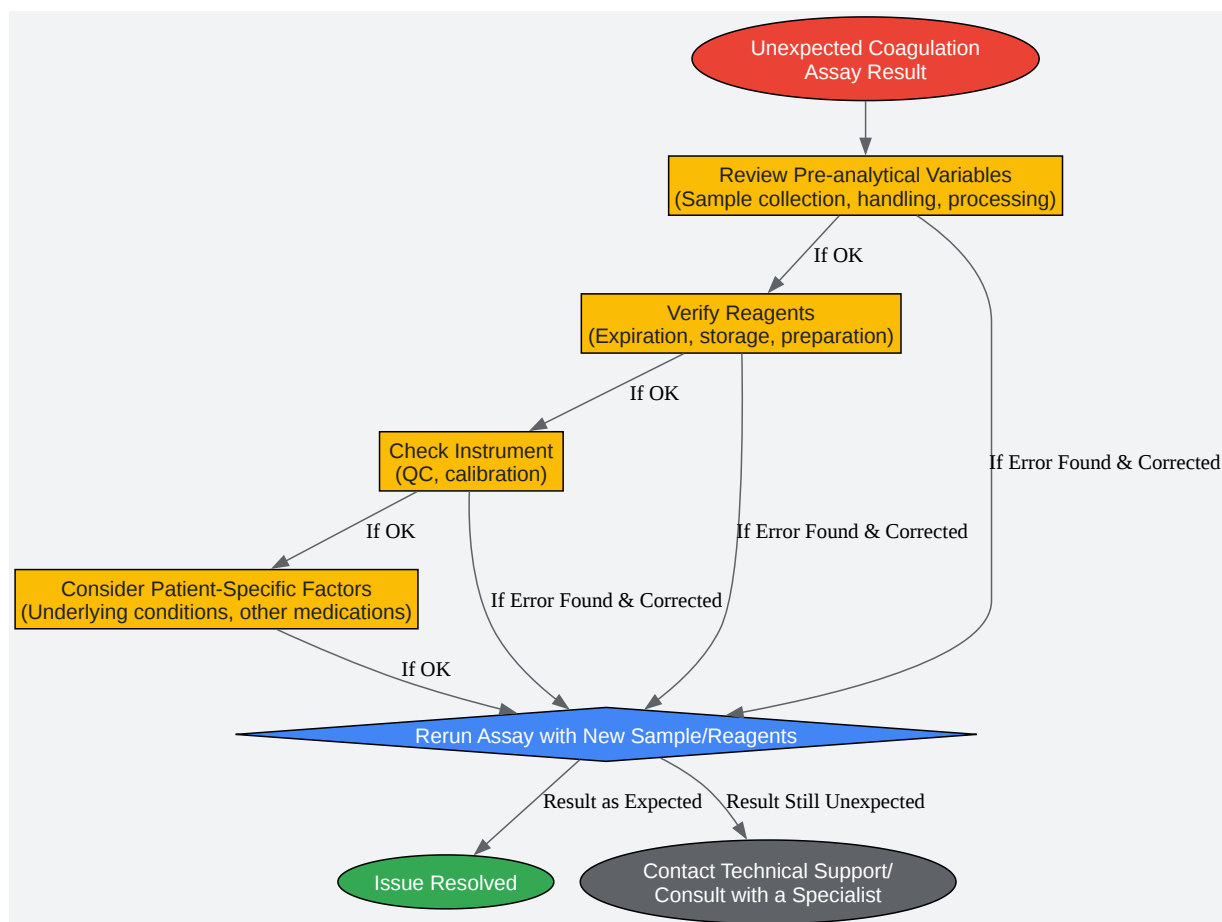 Unexpected Coagulation
Assay Result
Review Pre-analytical Variables
(Sample collection, handling, processing)
If OK
Verify Reagents
(Expiration, storage, preparation)
If OK
Check Instrument
(QC, calibration)
If Error Found & Corrected
If OK
If Error Found & Corrected
Consider Patient-Specific Factors
(Underlying conditions, other medications)
If Error Found & Corrected
If OK
Rerun Assay with New Sample/Reagents
Result as Expected
Result Still Unexpected
Issue Resolved
Contact Technical Support/
Consult with a Specialist